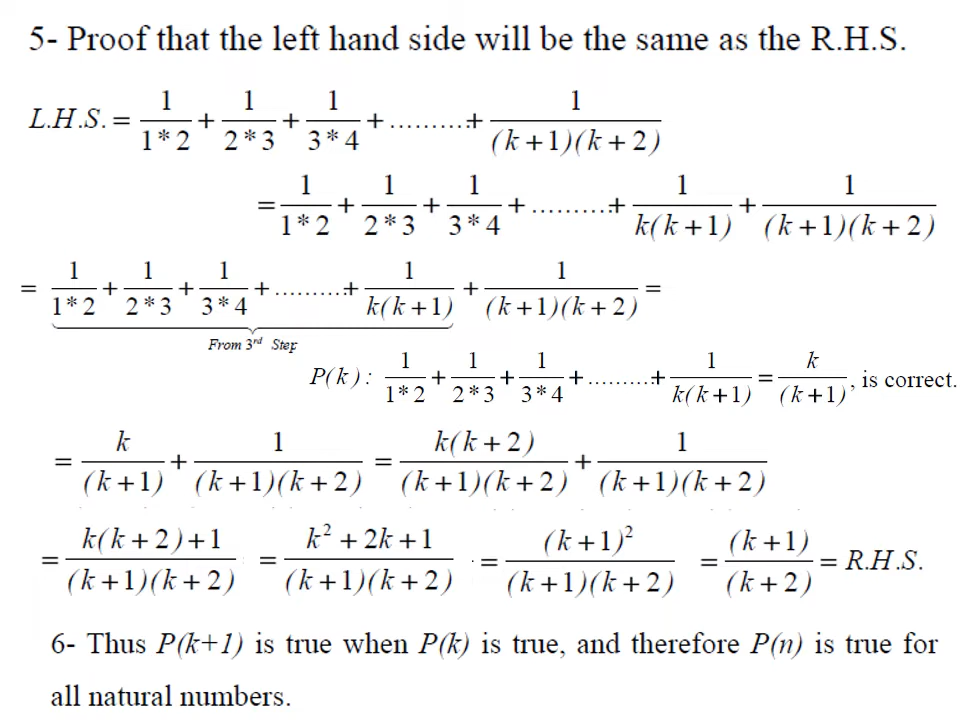 5- Proof that the left hand side will be the same as the R.H.S.
L.H.S. = 1/(1*2) + 1/(2*3) + 1/(3*4) + .......... + 1/((k+1)(k+2))
= 1/(1*2) + 1/(2*3) + 1/(3*4) + .......... + 1/(k(k+1)) + 1/((k+1)(k+2))
= 1/(1*2) + 1/(2*3) + 1/(3*4) + .......... + 1/(k(k+1)) + 1/((k+1)(k+2)) =
From 3rd Step
P(k): 1/(1*2) + 1/(2*3) + 1/(3*4) + .......... + 1/(k(k+1)) = k/(k+1), is correct.
= k/(k+1) + 1/((k+1)(k+2)) = k(k+2)/((k+1)(k+2)) + 1/((k+1)(k+2))
= (k(k+2)+1)/((k+1)(k+2)) = (k²+2k+1)/((k+1)(k+2)) = (k+1)²/((k+1)(k+2)) = (k+1)/(k+2) = R.H.S.
6- Thus P(k+1) is true when P(k) is true, and therefore P(n) is true for
all natural numbers.